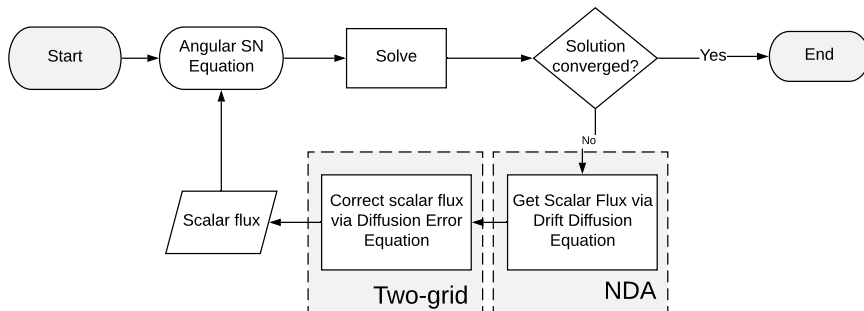 Start
Angular SN
Equation
Solve
Solution
converged?
Yes
End
No
Get Scalar Flux via
Drift Diffusion
Equation
Correct scalar flux
via Diffusion Error
Equation
Scalar flux
Two-grid
NDA